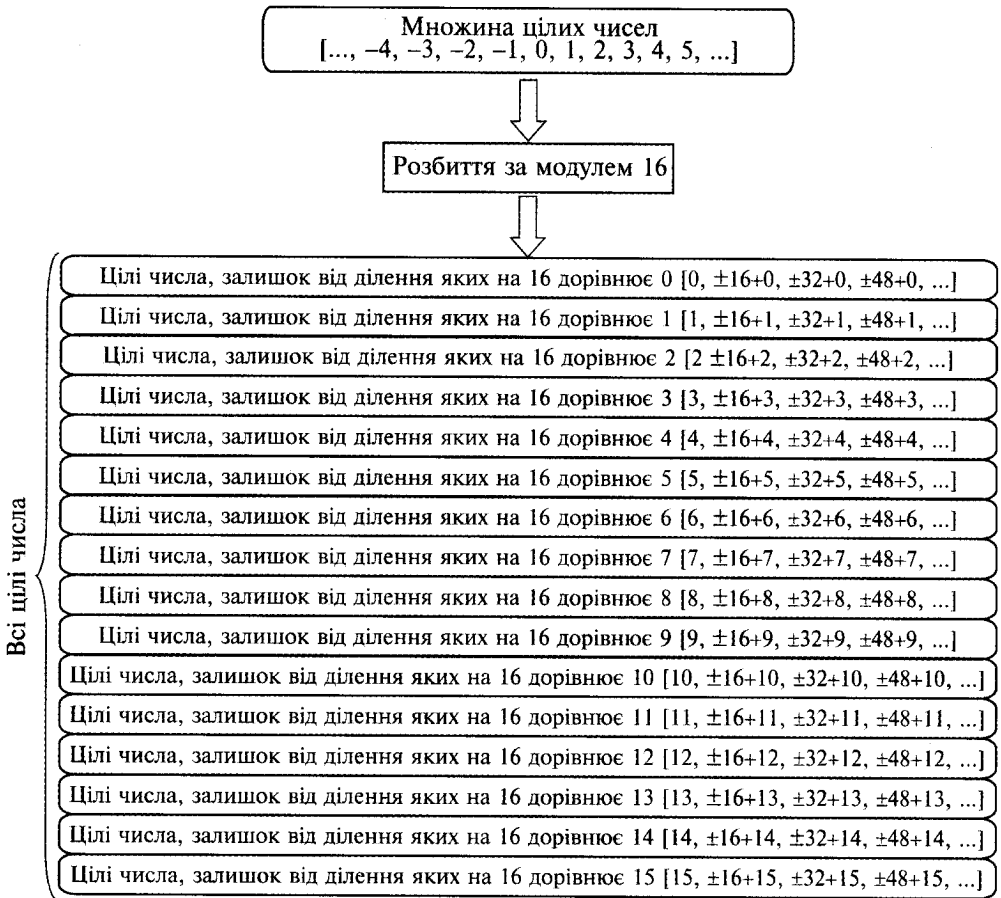 Множина цілих чисел
[..., –4, –3, –2, –1, 0, 1, 2, 3, 4, 5, ...]
Розбиття за модулем 16
Всі цілі числа
Цілі числа, залишок від ділення яких на 16 дорівнює 0 [0, ±16+0, ±32+0, ±48+0, ...]
Цілі числа, залишок від ділення яких на 16 дорівнює 1 [1, ±16+1, ±32+1, ±48+1, ...]
Цілі числа, залишок від ділення яких на 16 дорівнює 2 [2 ±16+2, ±32+2, ±48+2, ...]
Цілі числа, залишок від ділення яких на 16 дорівнює 3 [3, ±16+3, ±32+3, ±48+3, ...]
Цілі числа, залишок від ділення яких на 16 дорівнює 4 [4, ±16+4, ±32+4, ±48+4, ...]
Цілі числа, залишок від ділення яких на 16 дорівнює 5 [5, ±16+5, ±32+5, ±48+5, ...]
Цілі числа, залишок від ділення яких на 16 дорівнює 6 [6, ±16+6, ±32+6, ±48+6, ...]
Цілі числа, залишок від ділення яких на 16 дорівнює 7 [7, ±16+7, ±32+7, ±48+7, ...]
Цілі числа, залишок від ділення яких на 16 дорівнює 8 [8, ±16+8, ±32+8, ±48+8, ...]
Цілі числа, залишок від ділення яких на 16 дорівнює 9 [9, ±16+9, ±32+9, ±48+9, ...]
Цілі числа, залишок від ділення яких на 16 дорівнює 10 [10, ±16+10, ±32+10, ±48+10, ...]
Цілі числа, залишок від ділення яких на 16 дорівнює 11 [11, ±16+11, ±32+11, ±48+11, ...]
Цілі числа, залишок від ділення яких на 16 дорівнює 12 [12, ±16+12, ±32+12, ±48+12, ...]
Цілі числа, залишок від ділення яких на 16 дорівнює 13 [13, ±16+13, ±32+13, ±48+13, ...]
Цілі числа, залишок від ділення яких на 16 дорівнює 14 [14, ±16+14, ±32+14, ±48+14, ...]
Цілі числа, залишок від ділення яких на 16 дорівнює 15 [15, ±16+15, ±32+15, ±48+15, ...]